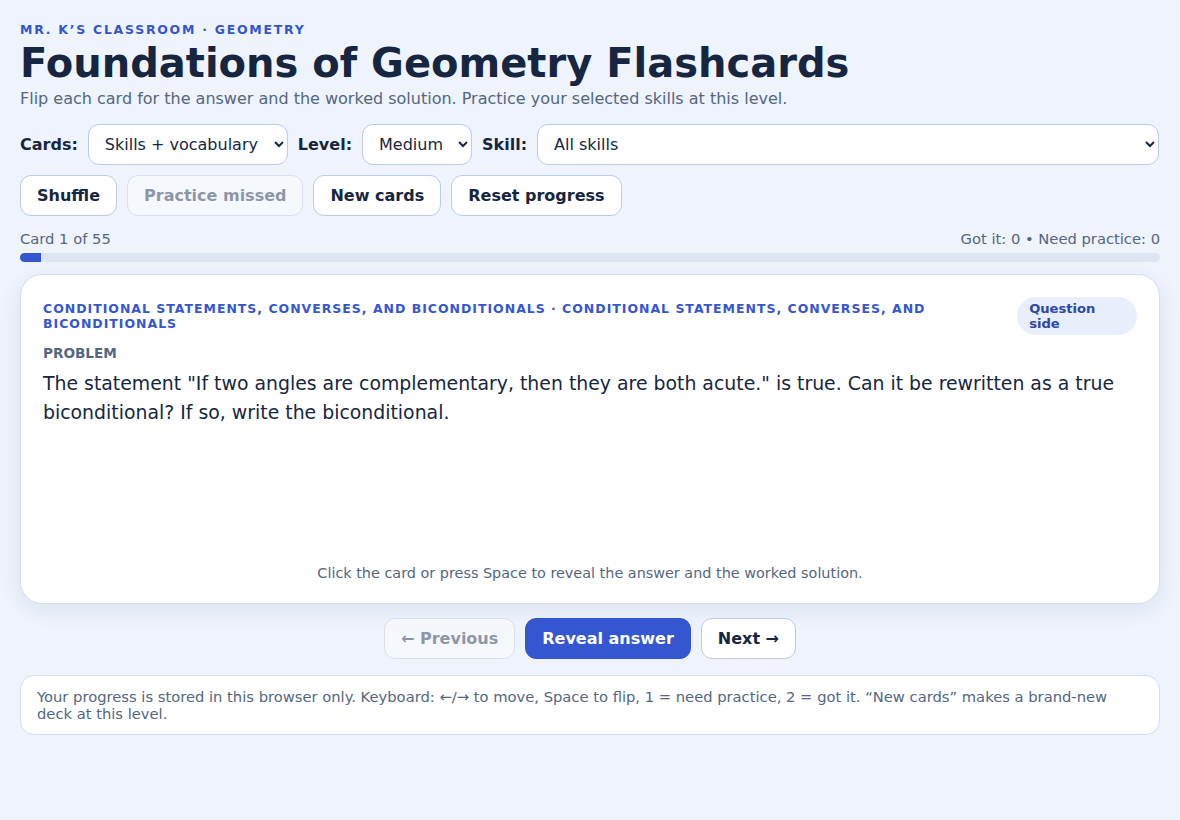 MR. K’S CLASSROOM · GEOMETRY
Foundations of Geometry Flashcards
Flip each card for the answer and the worked solution. Practice your selected skills at this level.
Cards: Skills + vocabulary Level: Medium Skill: All skills
Shuffle Practice missed New cards Reset progress
Card 1 of 55 Got it: 0 • Need practice: 0
CONDITIONAL STATEMENTS, CONVERSES, AND BICONDITIONALS · CONDITIONAL STATEMENTS, CONVERSES, AND
BICONDITIONALS
Question
side
PROBLEM
The statement "If two angles are complementary, then they are both acute." is true. Can it be rewritten as a true
biconditional? If so, write the biconditional.
Click the card or press Space to reveal the answer and the worked solution.
← Previous Reveal answer Next →
Your progress is stored in this browser only. Keyboard: ←/→ to move, Space to flip, 1 = need practice, 2 = got it. “New cards” makes a brand-new
deck at this level.